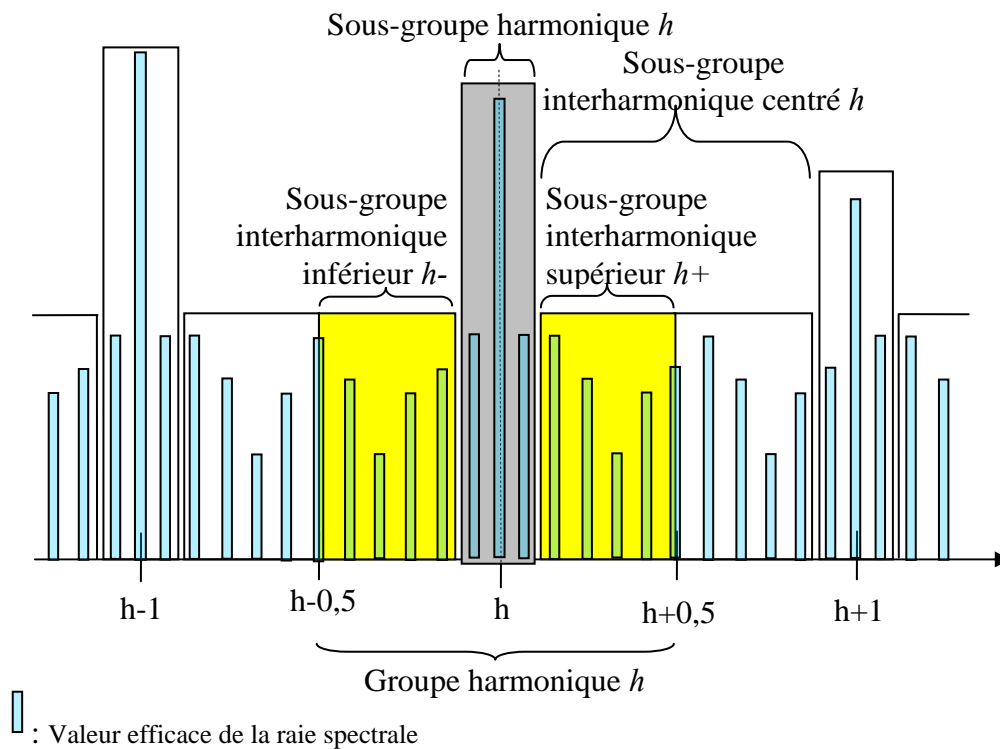 Sous-groupe harmonique h
Sous-groupe
interharmonique centré h
Sous-groupe
interharmonique
inférieur h-
Sous-groupe
interharmonique
supérieur h+
h-1
h-0,5
h
h+0,5
h+1
Groupe harmonique h
: Valeur efficace de la raie spectrale